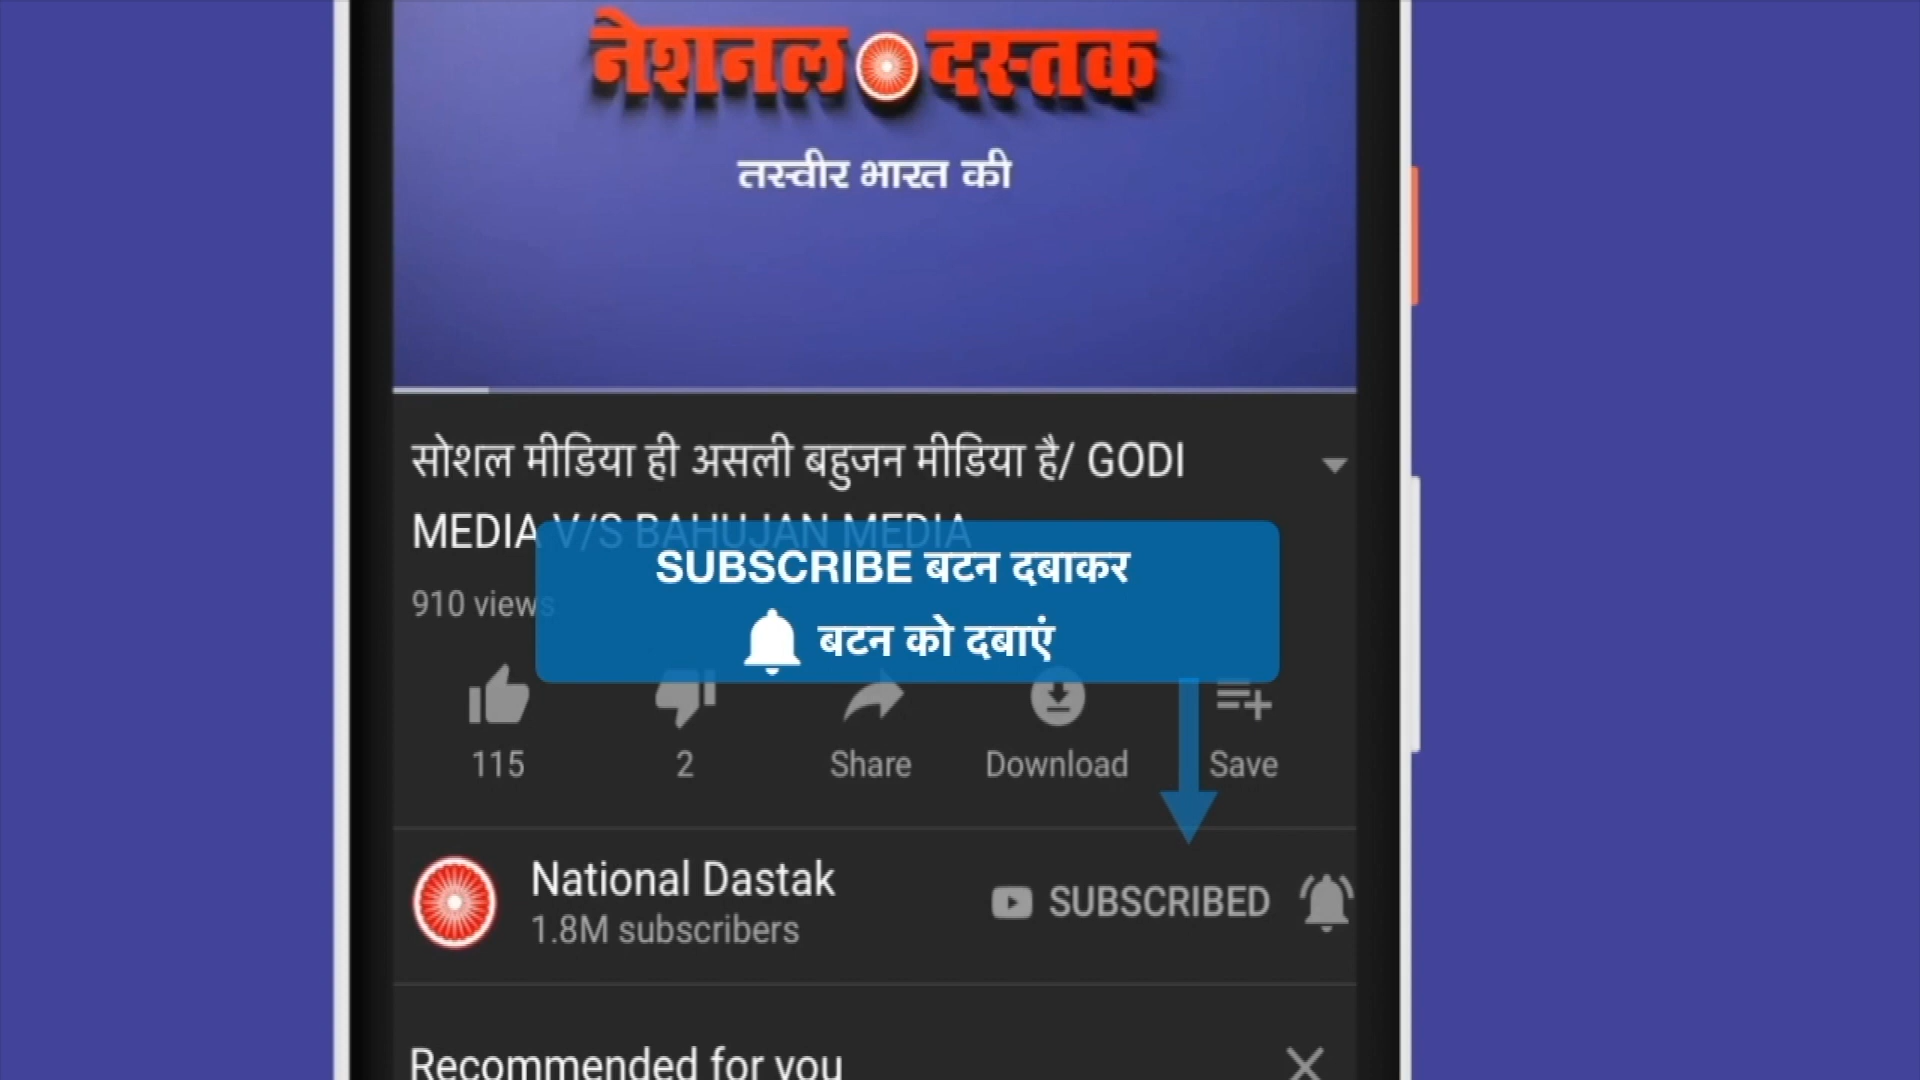 नेशनल दस्तक
तस्वीर भारत की
सोशल मीडिया ही असली बहुजन मीडिया है/ GODI
MEDIA V/S BAHUJAN MEDIA
SUBSCRIBE बटन दबाकर
बटन को दबाएं
910 views
115
2
Share
Download
Save
National Dastak
1.8M subscribers
SUBSCRIBED
Recommended for you